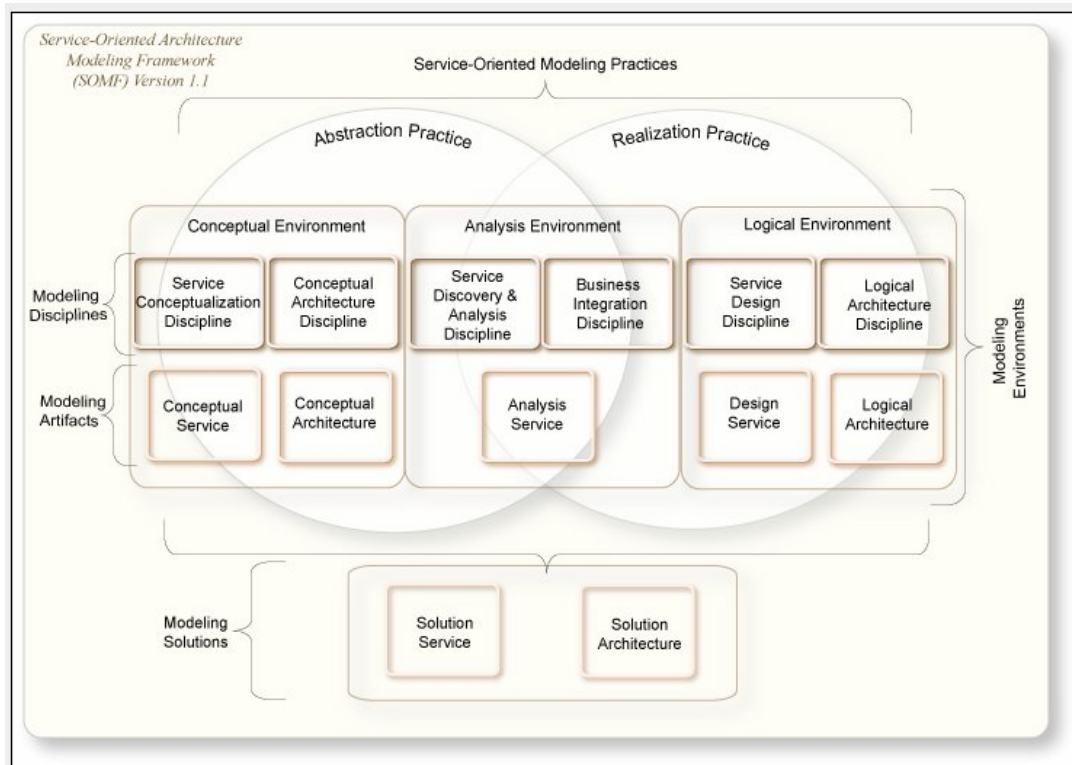 Service-Oriented Architecture
Modeling Framework
(SOMF) Version 1.1
Service-Oriented Modeling Practices
Abstraction Practice
Realization Practice
Conceptual Environment
Analysis Environment
Logical Environment
Modeling
Disciplines
Service
Conceptualization
Discipline
Conceptual
Architecture
Discipline
Service
Discovery &
Analysis
Discipline
Business
Integration
Discipline
Service
Design
Discipline
Logical
Architecture
Discipline
Modeling
Environments
Modeling
Artifacts
Conceptual
Service
Conceptual
Architecture
Analysis
Service
Design
Service
Logical
Architecture
Modeling
Solutions
Solution
Service
Solution
Architecture